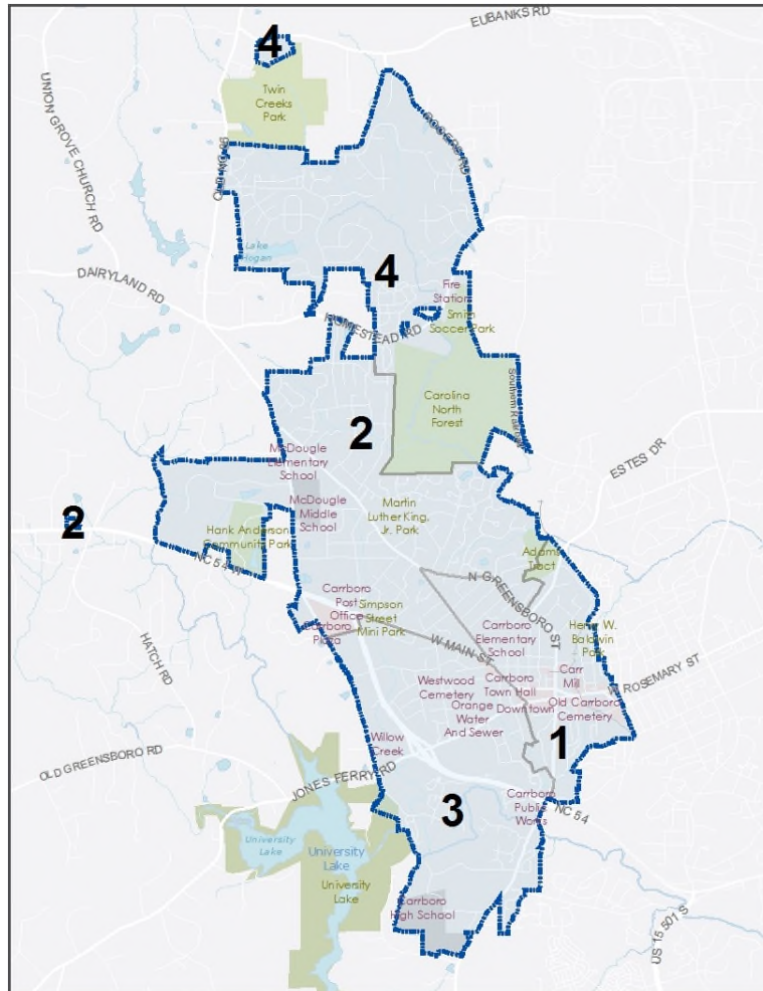 EUBANKS RD
4
Twin
Creeks
Park
UNION GROVE CHURCH RD
ROGERS RD
OLD NC 86
Lake
Hogan
4
DAIRYLAND RD
Fire
Station
HOMESTEAD RD
Smith
Soccer Park
Carolina
North
Forest
2
ESTES DR
McDougle
Elementary
School
McDougle
Middle
School
Martin
Luther King,
Jr. Park
2
Hank Anderson
Community Park
Adams
Tract
NC 54 W
N GREENSBORO ST
Carrboro
Post
Office
Carrboro
Plaza
Simpson
Street
Mini Park
Carrboro
Elementary
School
Henry W.
Baldwin
Park
W MAIN ST
HATCH RD
Westwood
Cemetery
Carrboro
Town Hall
Carr
Mill
W ROSEMARY ST
Orange
Water
And Sewer
Downtown
Old Carrboro
Cemetery
Willow
Creek
1
OLD GREENSBORO RD
JONES FERRY RD
3
Carrboro
Public
Works
NC 54
University
Lake
University
Lake
University
Lake
Carrboro
High School
US 15 501 S